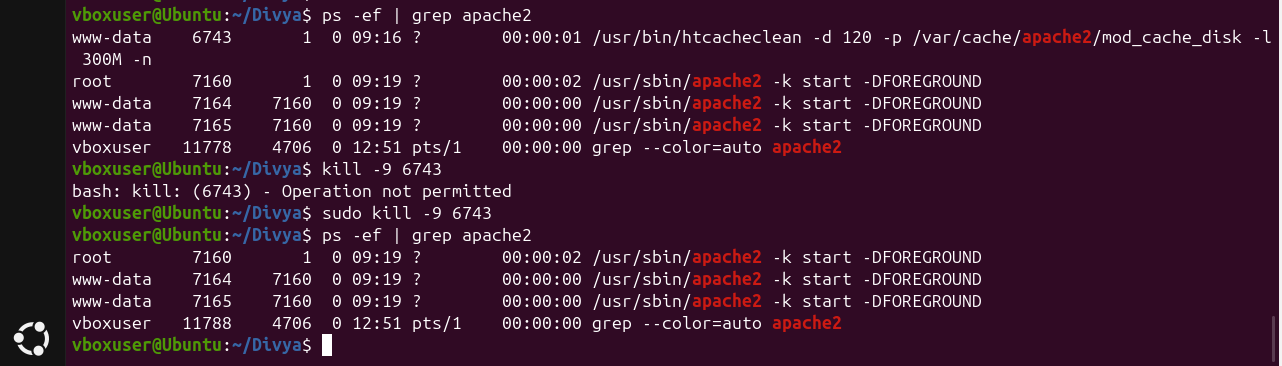 vboxuser@Ubuntu:~/Divya$ ps -ef | grep apache2
www-data    6743       1  0 09:16 ?        00:00:01 /usr/bin/htcacheclean -d 120 -p /var/cache/apache2/mod_cache_disk -l
 300M -n
root        7160       1  0 09:19 ?        00:00:02 /usr/sbin/apache2 -k start -DFOREGROUND
www-data    7164    7160  0 09:19 ?        00:00:00 /usr/sbin/apache2 -k start -DFOREGROUND
www-data    7165    7160  0 09:19 ?        00:00:00 /usr/sbin/apache2 -k start -DFOREGROUND
vboxuser   11778    4706  0 12:51 pts/1    00:00:00 grep --color=auto apache2
vboxuser@Ubuntu:~/Divya$ kill -9 6743
bash: kill: (6743) - Operation not permitted
vboxuser@Ubuntu:~/Divya$ sudo kill -9 6743
vboxuser@Ubuntu:~/Divya$ ps -ef | grep apache2
root        7160       1  0 09:19 ?        00:00:02 /usr/sbin/apache2 -k start -DFOREGROUND
www-data    7164    7160  0 09:19 ?        00:00:00 /usr/sbin/apache2 -k start -DFOREGROUND
www-data    7165    7160  0 09:19 ?        00:00:00 /usr/sbin/apache2 -k start -DFOREGROUND
vboxuser   11788    4706  0 12:51 pts/1    00:00:00 grep --color=auto apache2
vboxuser@Ubuntu:~/Divya$